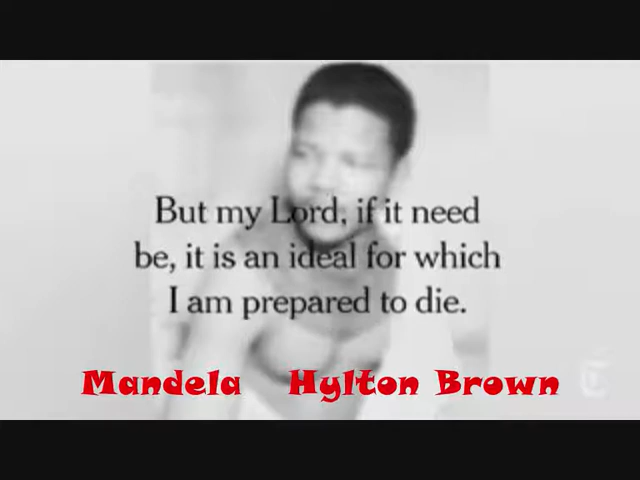 But my Lord, if it need
be, it is an ideal for which
I am prepared to die.
Mandela Hylton Brown